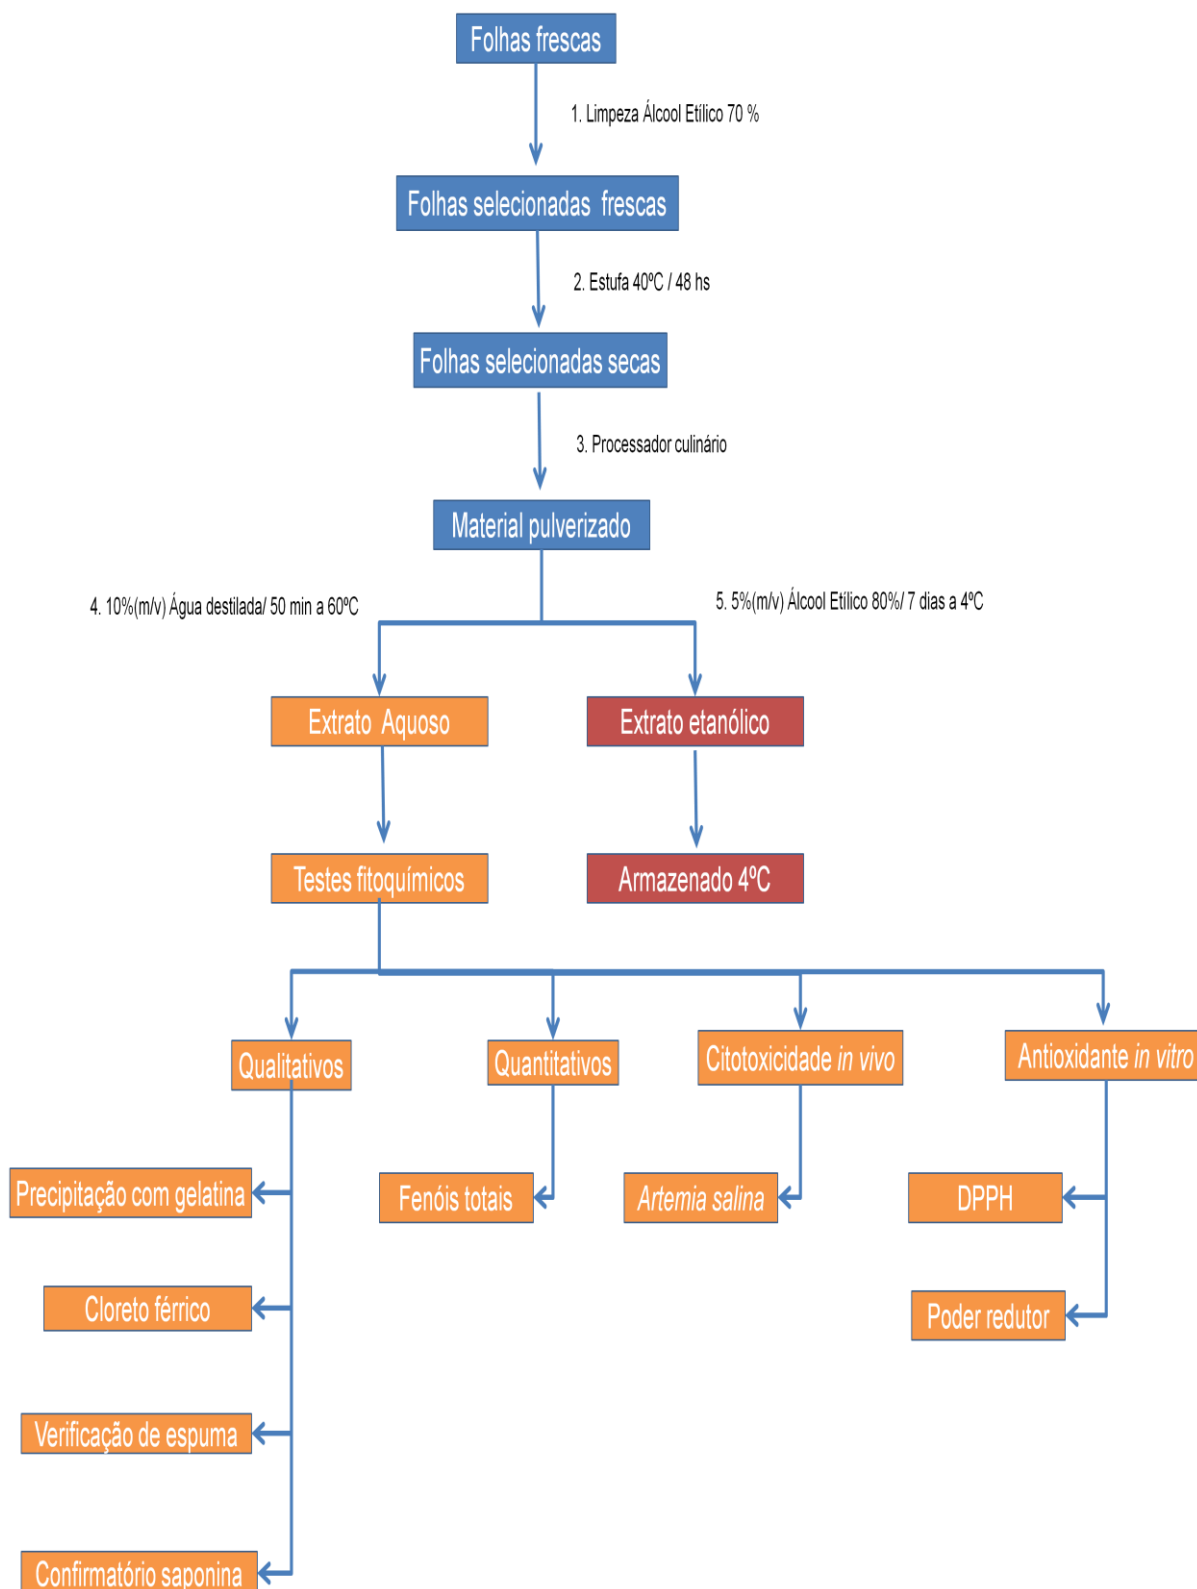 Folhas frescas
1. Limpeza Álcool Etílico 70 %
Folhas selecionadas frescas
2. Estufa 40ºC / 48 hs
Folhas selecionadas secas
3. Processador culinário
Material pulverizado
4. 10%(m/v) Água destilada/ 50 min a 60ºC
5. 5%(m/v) Álcool Etílico 80%/ 7 dias a 4ºC
Extrato Aquoso
Extrato etanólico
Testes fitoquímicos
Armazenado 4ºC
Qualitativos
Quantitativos
Citotoxicidade in vivo
Antioxidante in vitro
Precipitação com gelatina
Fenóis totais
Artemia salina
DPPH
Cloreto férrico
Poder redutor
Verificação de espuma
Confirmatório saponina